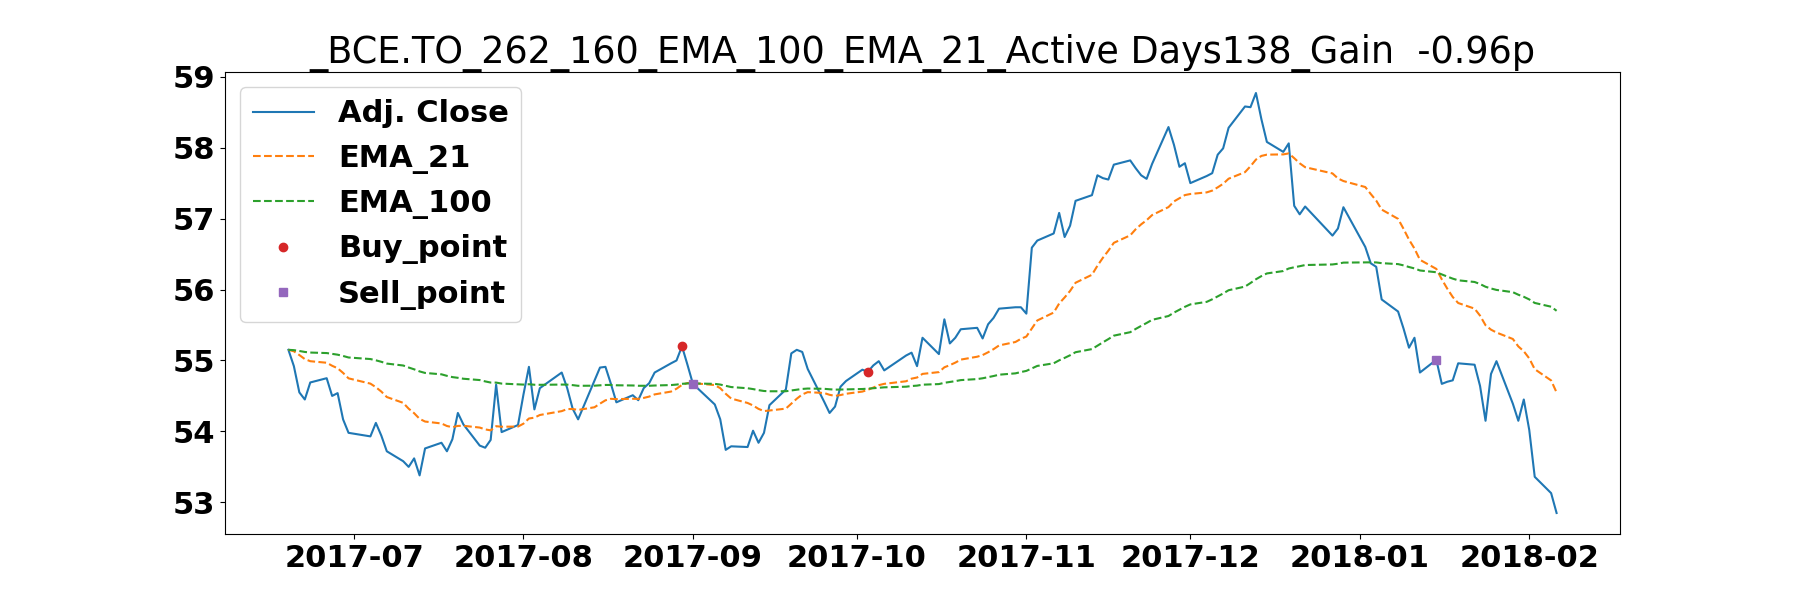 _BCE.TO_262_160_EMA_100_EMA_21_Active Days138_Gain  -0.96p
59
58
57
56
55
54
53
Adj. Close
EMA_21
EMA_100
Buy_point
Sell_point
2017-07 2017-08 2017-09 2017-10 2017-11 2017-12 2018-01 2018-02